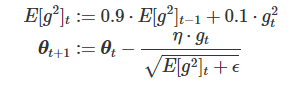 E[g²]ₜ := 0.9 · E[g²]ₜ₋₁ + 0.1 · gₜ²
θₜ₊₁ := θₜ − η · gₜ / √(E[g²]ₜ + ϵ)